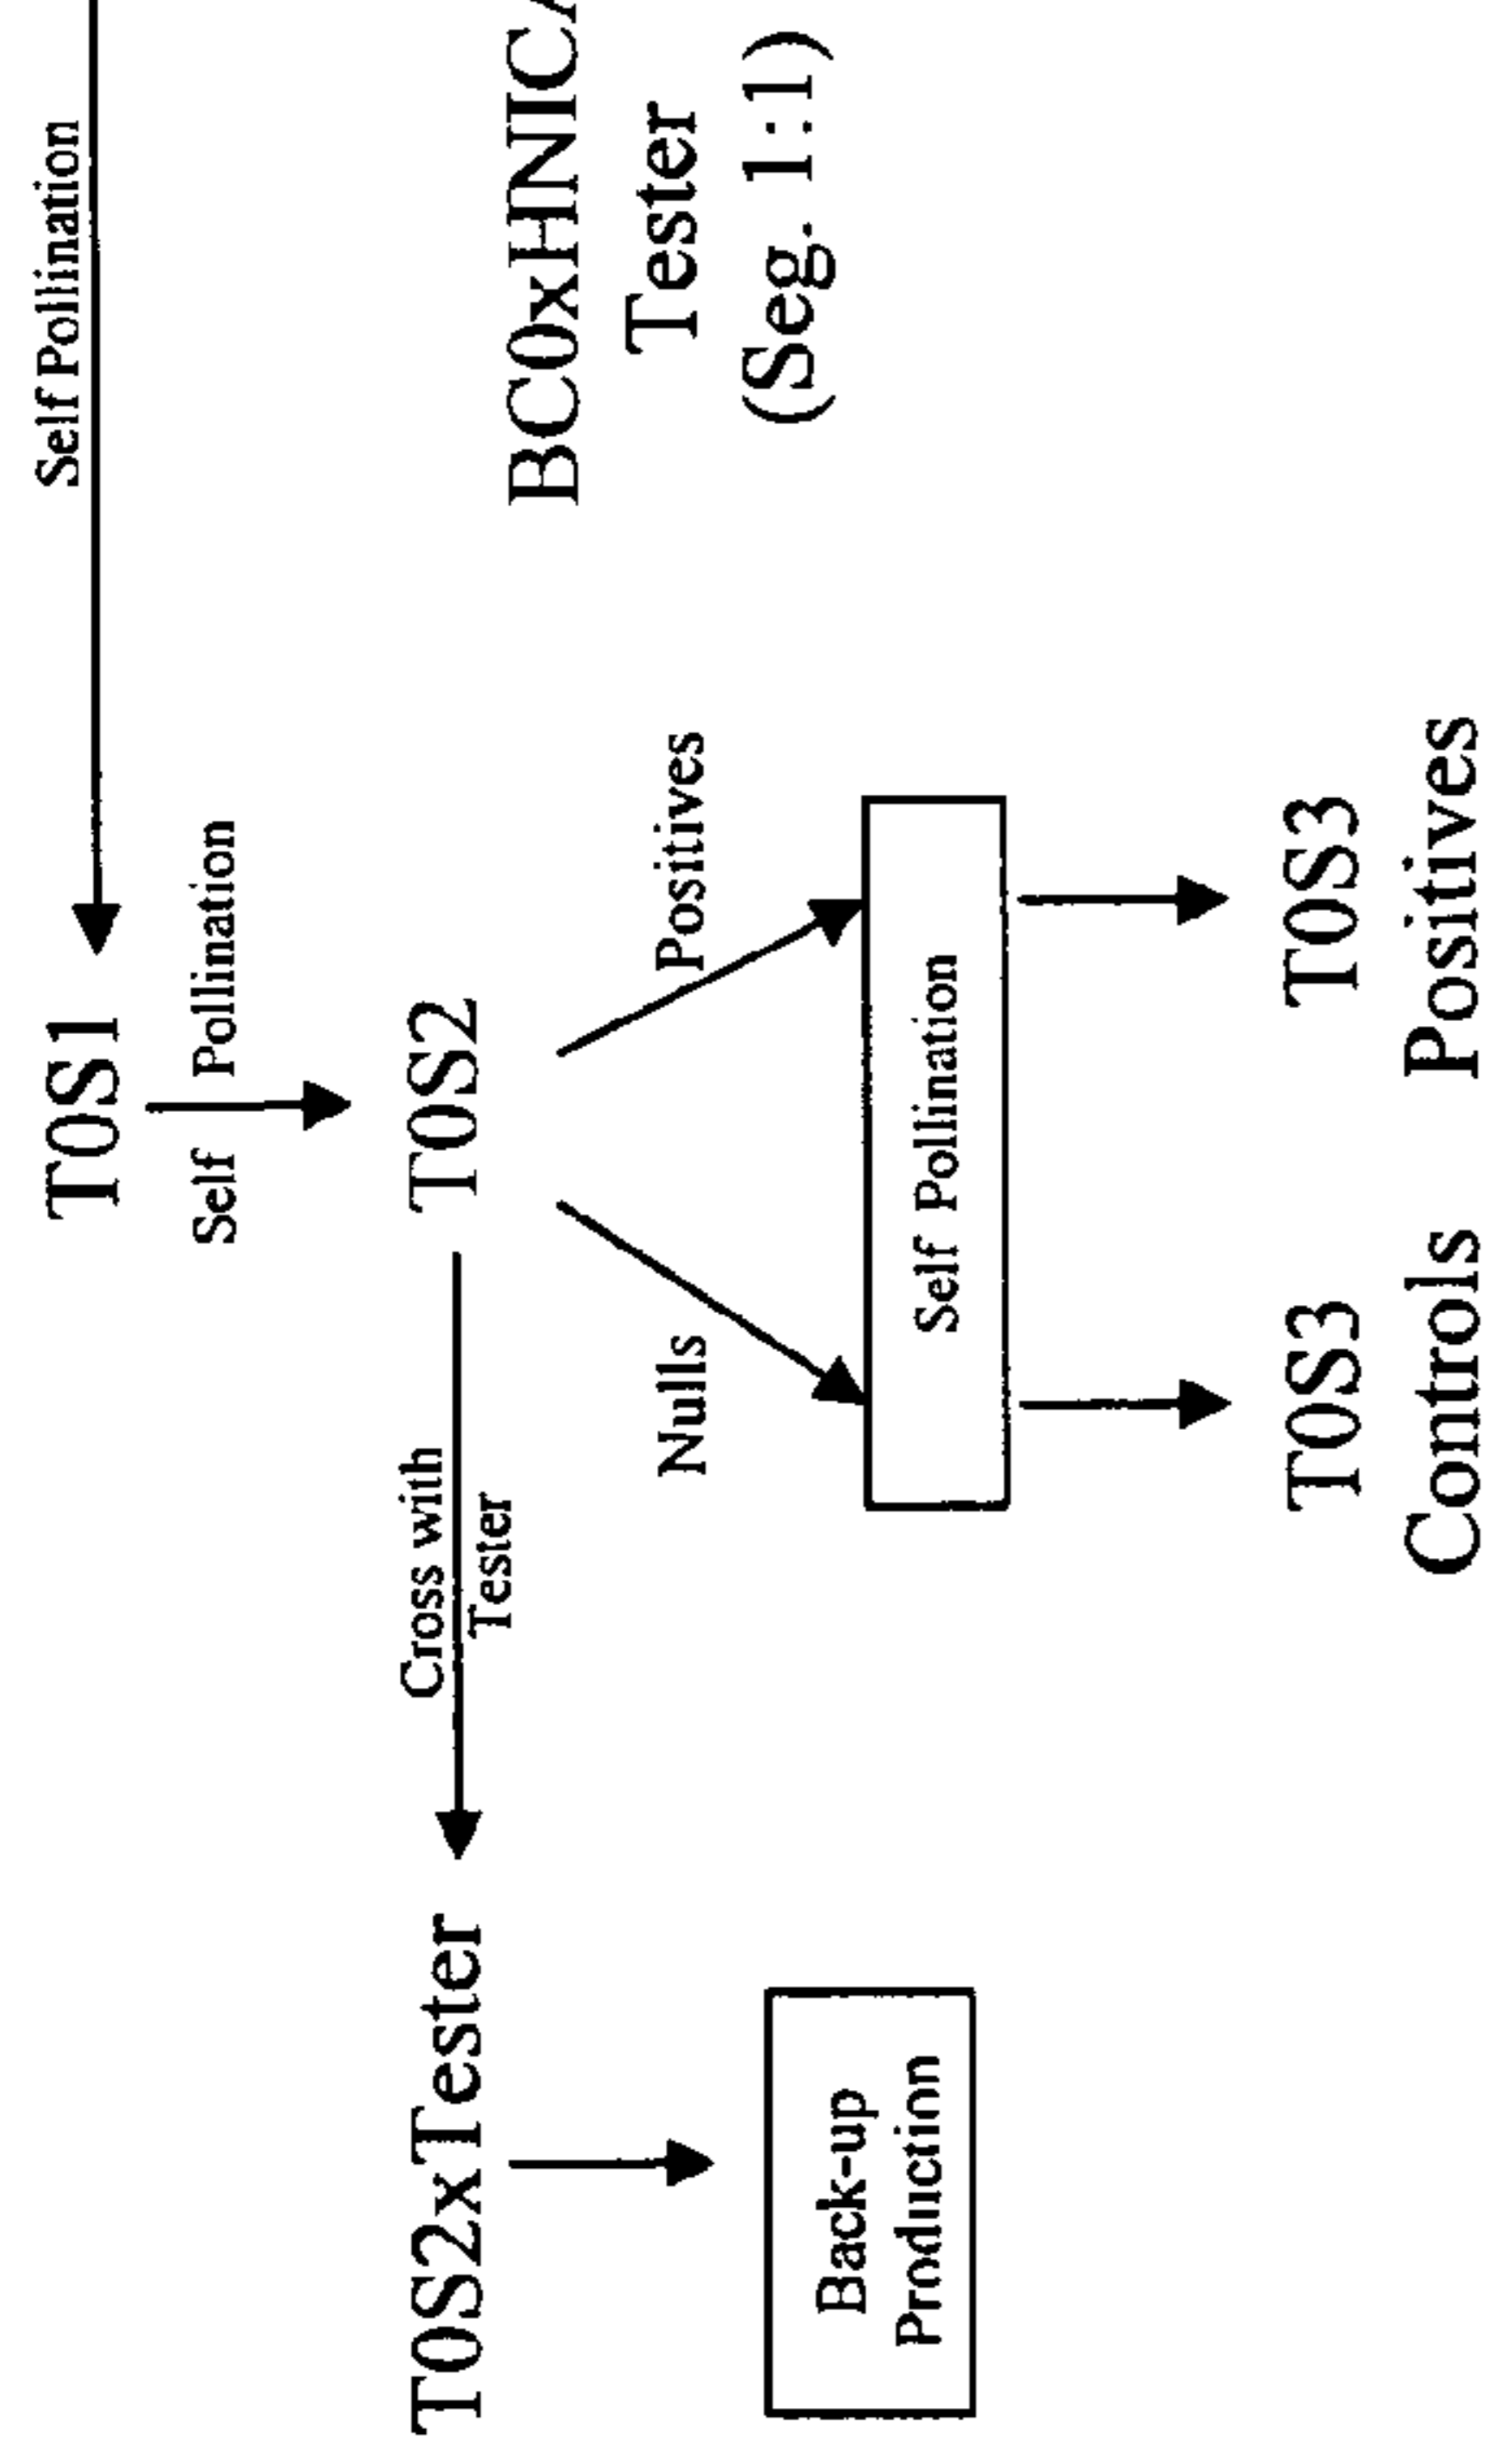 Self Pollination
T0S1
Self Pollination
T0S2xTester
Cross with
Tester
T0S2
BC0xHNICA
Tester
(Seg. 1:1)
Nulls
Positives
Back-up
Production
Self Pollination
T0S3
Controls
T0S3
Positives